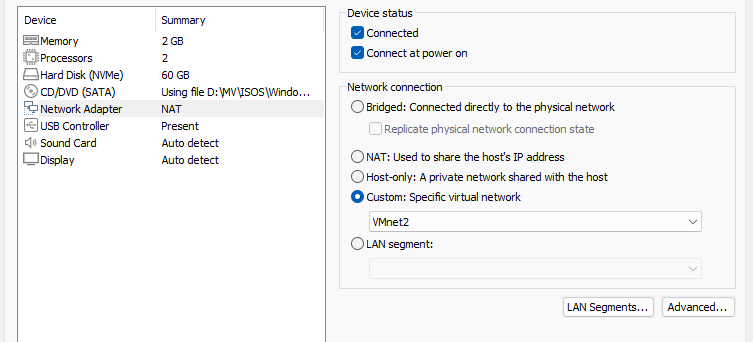 Device Summary
Memory 2 GB
Processors 2
Hard Disk (NVMe) 60 GB
CD/DVD (SATA) Using file D:\MV\ISOS\Windo...
Network Adapter NAT
USB Controller Present
Sound Card Auto detect
Display Auto detect
Device status
Connected
Connect at power on
Network connection
Bridged: Connected directly to the physical network
Replicate physical network connection state
NAT: Used to share the host's IP address
Host-only: A private network shared with the host
Custom: Specific virtual network
VMnet2
LAN segment:
LAN Segments... Advanced...